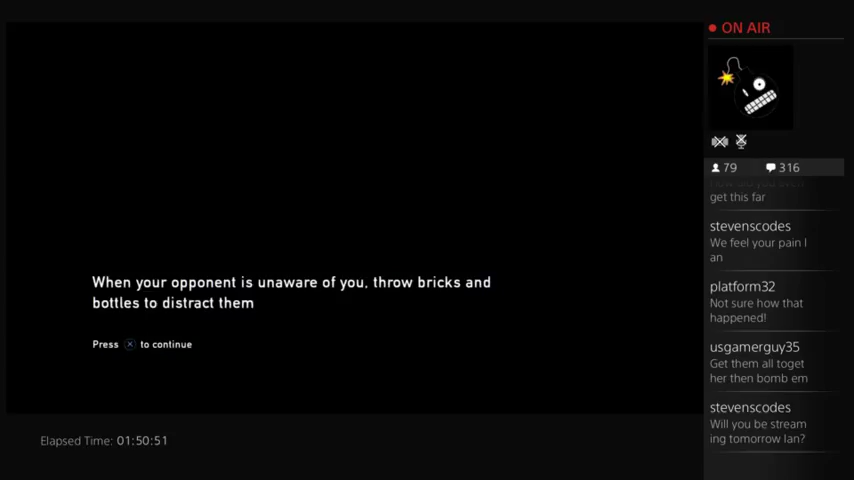 ON AIR
79 316
get this far
stevenscodes
We feel your pain I
an
platform32
Not sure how that
happened!
usgamerguy35
Get them all toget
her then bomb em
stevenscodes
Will you be stream
ing tomorrow Ian?
When your opponent is unaware of you, throw bricks and
bottles to distract them
Press to continue
Elapsed Time: 01:50:51